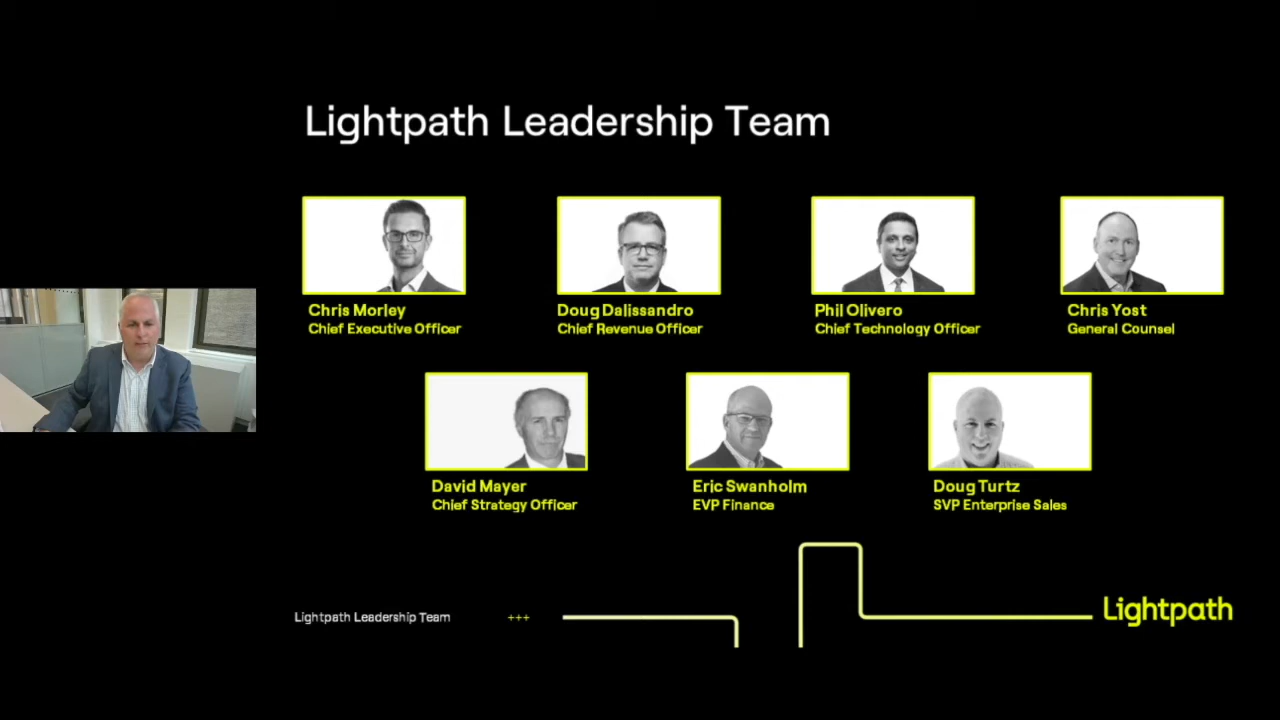 Lightpath Leadership Team
Chris Morley
Chief Executive Officer
Doug Dalissandro
Chief Revenue Officer
Phil Olivero
Chief Technology Officer
Chris Yost
General Counsel
David Mayer
Chief Strategy Officer
Eric Swanholm
EVP Finance
Doug Turtz
SVP Enterprise Sales
Lightpath Leadership Team
+++
Lightpath